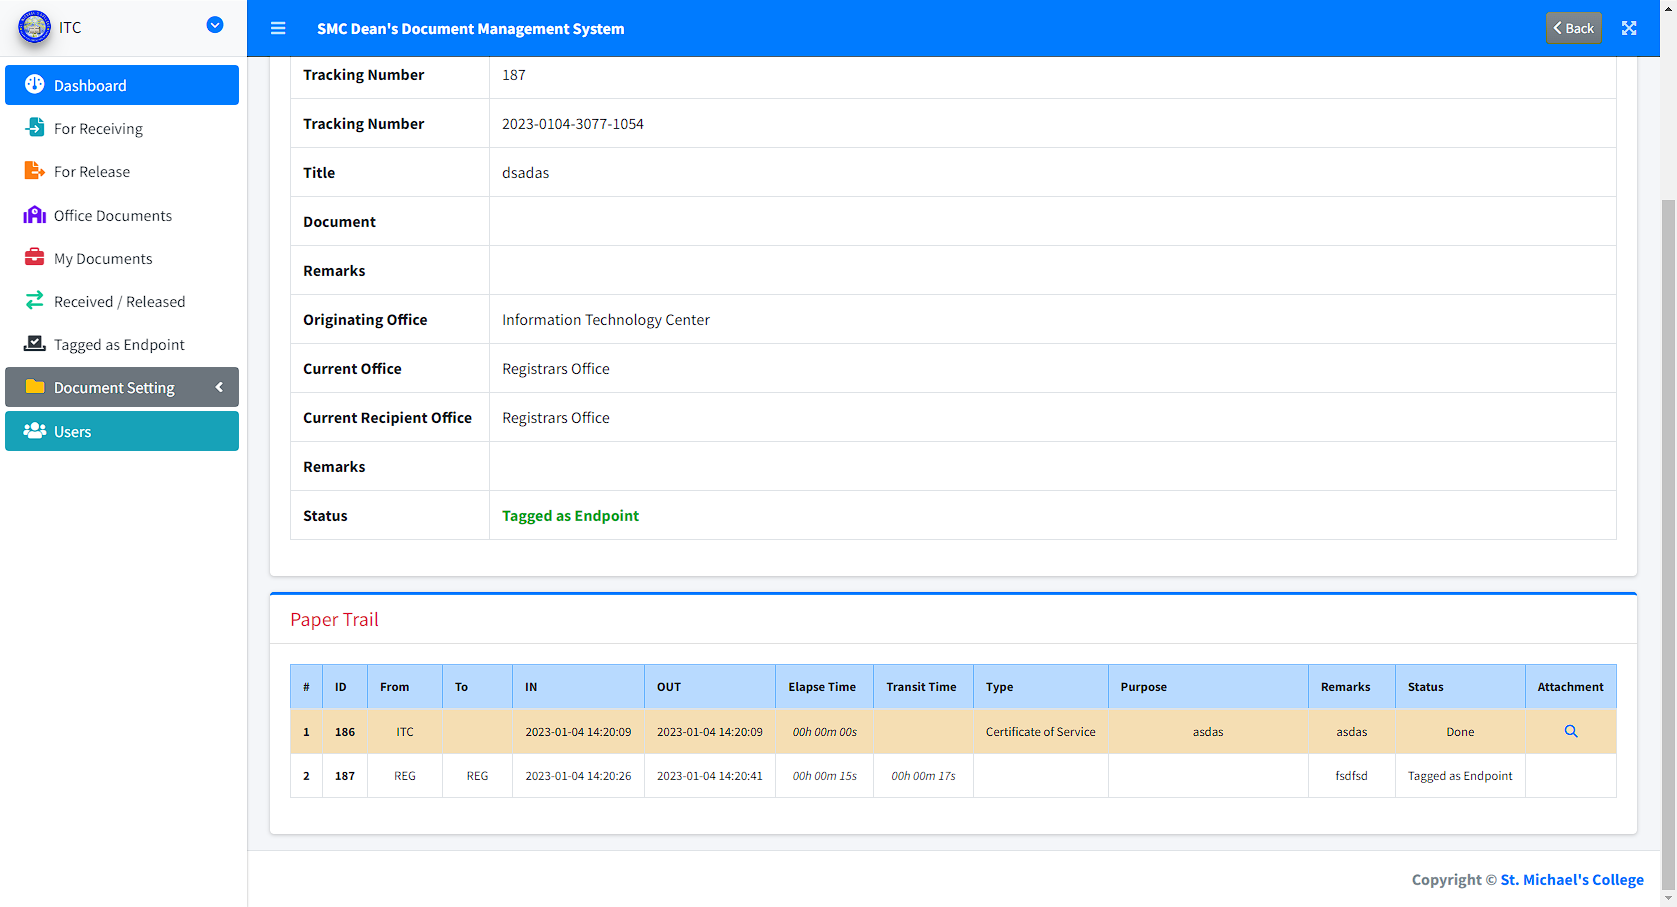 ITC
SMC Dean's Document Management System
Back
Dashboard
For Receiving
For Release
Office Documents
My Documents
Received / Released
Tagged as Endpoint
Document Setting
Users
Tracking Number 187
Tracking Number 2023-0104-3077-1054
Title dsadas
Document
Remarks
Originating Office Information Technology Center
Current Office Registrars Office
Current Recipient Office Registrars Office
Remarks
Status Tagged as Endpoint
Paper Trail
# ID From To IN OUT Elapse Time Transit Time Type Purpose Remarks Status Attachment
1 186 ITC 2023-01-04 14:20:09 2023-01-04 14:20:09 00h 00m 00s Certificate of Service asdas asdas Done
2 187 REG REG 2023-01-04 14:20:26 2023-01-04 14:20:41 00h 00m 15s 00h 00m 17s fsdfsd Tagged as Endpoint
Copyright © St. Michael's College